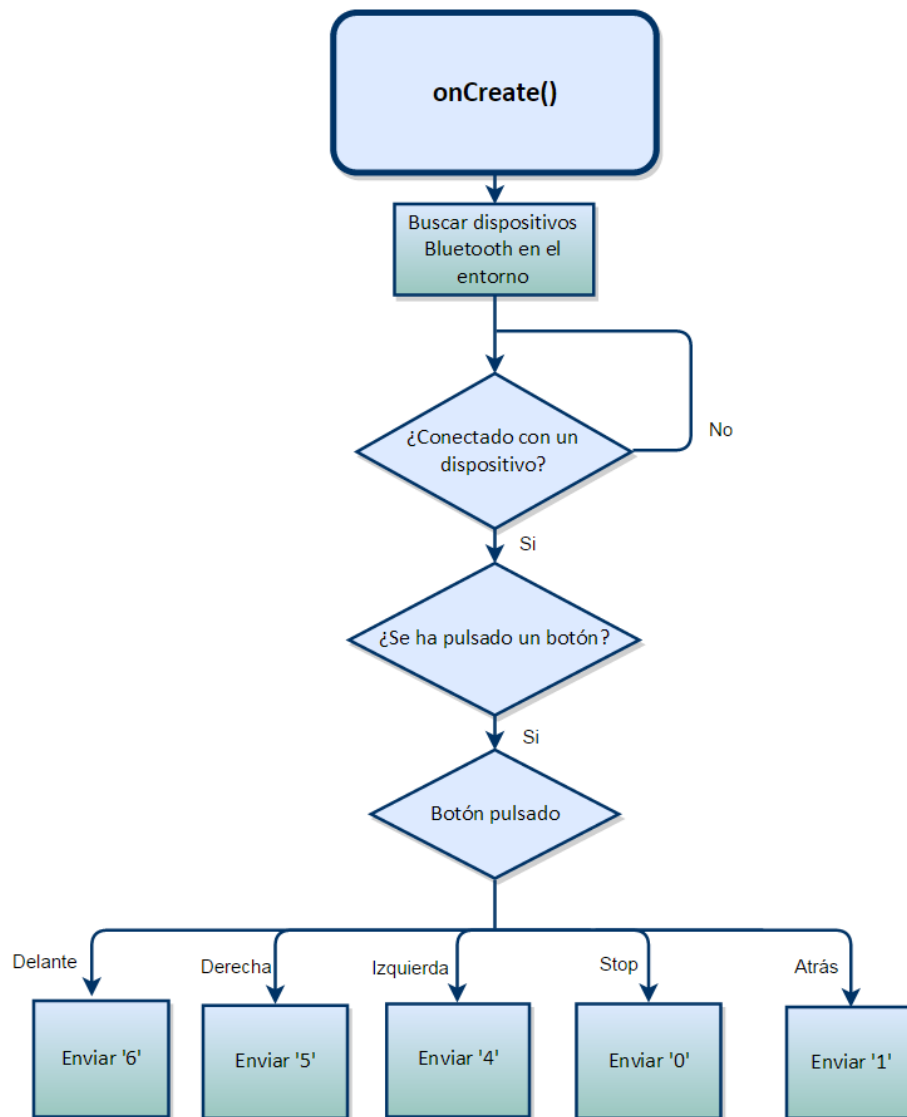 onCreate()
Buscar dispositivos
Bluetooth en el
entorno
¿Conectado con un
dispositivo?
No
Si
¿Se ha pulsado un botón?
Si
Botón pulsado
Delante
Derecha
Izquierda
Stop
Atrás
Enviar '6'
Enviar '5'
Enviar '4'
Enviar '0'
Enviar '1'